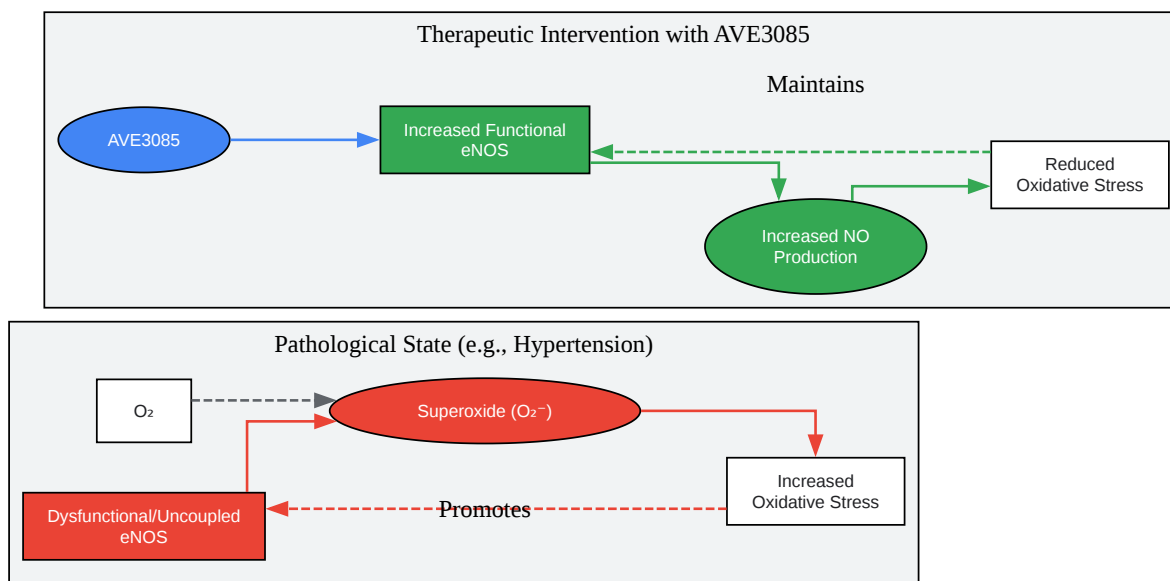 Therapeutic Intervention with AVE3085
Maintains
AVE3085
Increased Functional
eNOS
Reduced
Oxidative Stress
Increased NO
Production
Pathological State (e.g., Hypertension)
O₂
Superoxide (O₂⁻)
Increased
Oxidative Stress
Promotes
Dysfunctional/Uncoupled
eNOS